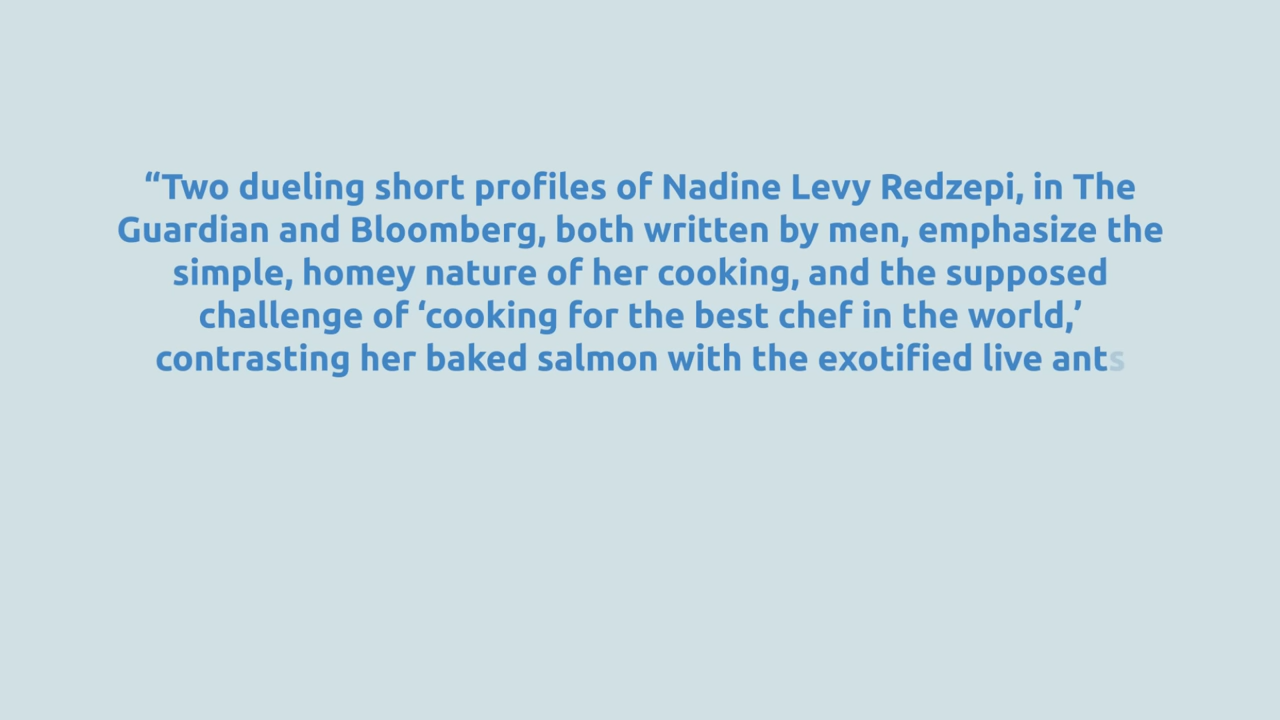 “Two dueling short profiles of Nadine Levy Redzepi, in The
Guardian and Bloomberg, both written by men, emphasize the
simple, homey nature of her cooking, and the supposed
challenge of ‘cooking for the best chef in the world,’
contrasting her baked salmon with the exotified live ants